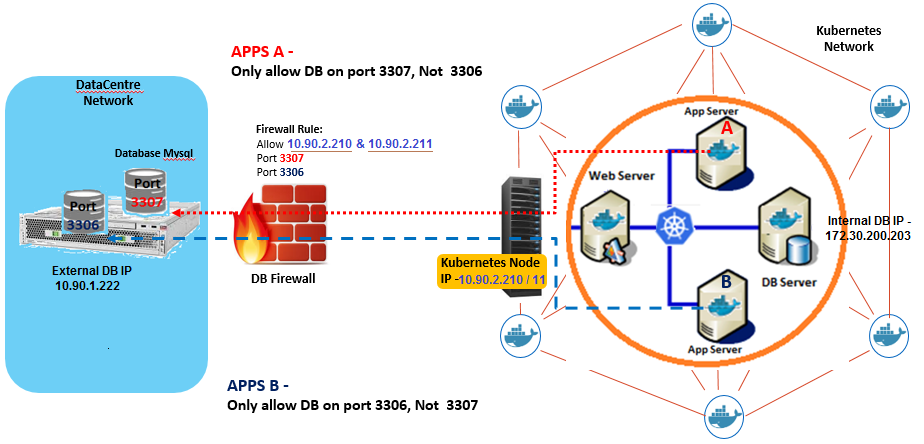 APPS A -
Only allow DB on port 3307, Not 3306
Kubernetes
Network
DataCentre
Network
Firewall Rule:
Allow 10.90.2.210 & 10.90.2.211
Port 3307
Port 3306
Database Mysql
Port
3307
Port
3306
External DB IP
10.90.1.222
DB Firewall
Kubernetes Node
IP -10.90.2.210 / 11
App Server
A
Web Server
Internal DB IP -
172.30.200.203
DB Server
B
App Server
APPS B -
Only allow DB on port 3306, Not 3307